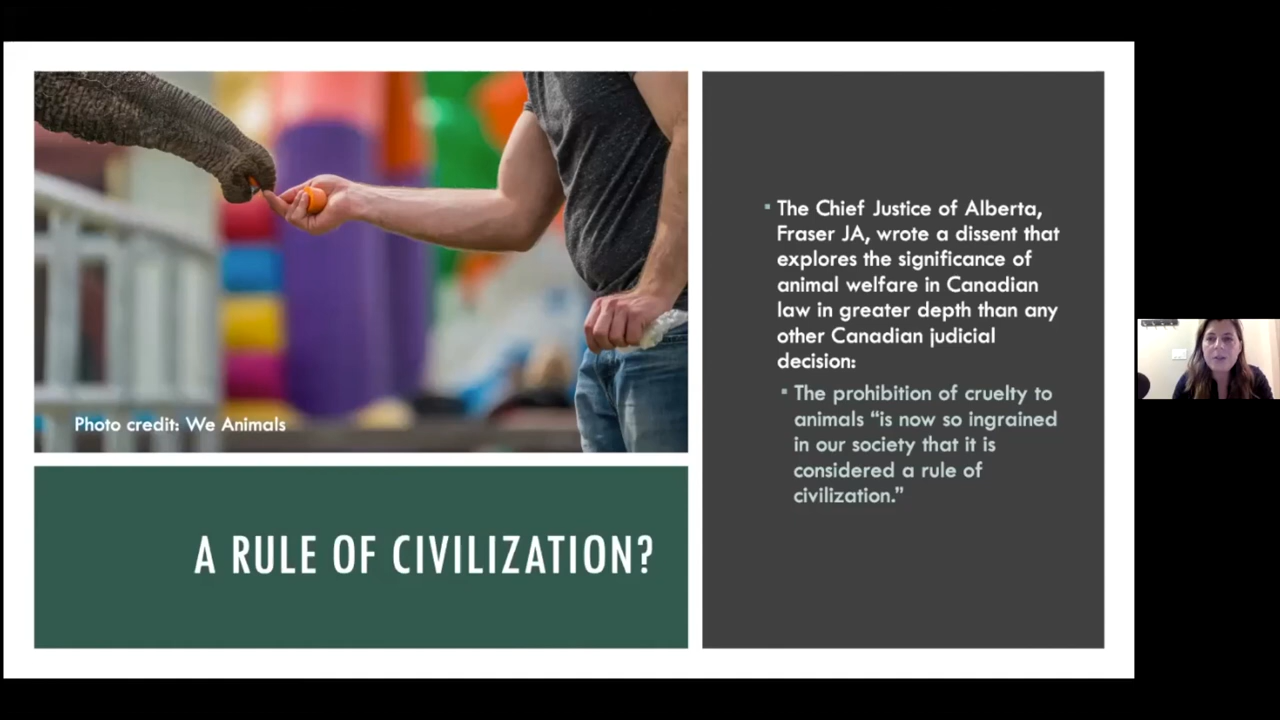 Photo credit: We Animals
A RULE OF CIVILIZATION?
▪ The Chief Justice of Alberta,
Fraser JA, wrote a dissent that
explores the significance of
animal welfare in Canadian
law in greater depth than any
other Canadian judicial
decision:
▪ The prohibition of cruelty to
animals “is now so ingrained
in our society that it is
considered a rule of
civilization.”